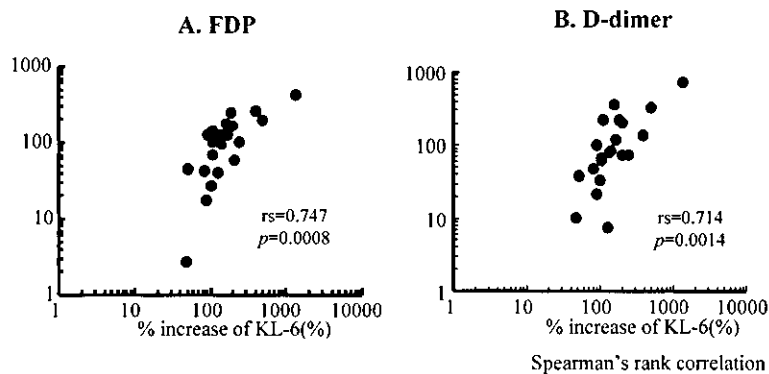 A. FDP
1000
100
10
1
1
10
100
1000
10000
rs=0.747
p=0.0008
% increase of KL-6(%)
B. D-dimer
1000
100
10
1
1
10
100
1000
10000
rs=0.714
p=0.0014
% increase of KL-6(%)
Spearman's rank correlation